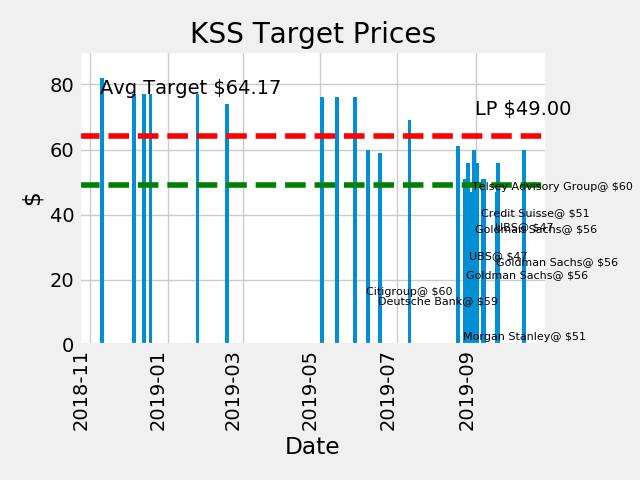 KSS Target Prices
Avg Target $64.17
LP $49.00
80
60
40
20
0
$
Telsey Advisory Group@ $60
Credit Suisse@ $51
UBS@ $47
Goldman Sachs@ $56
UBS@ $47
Goldman Sachs@ $56
Goldman Sachs@ $56
Citigroup@ $60
Deutsche Bank@ $59
Morgan Stanley@ $51
2018-11
2019-01
2019-03
2019-05
2019-07
2019-09
Date